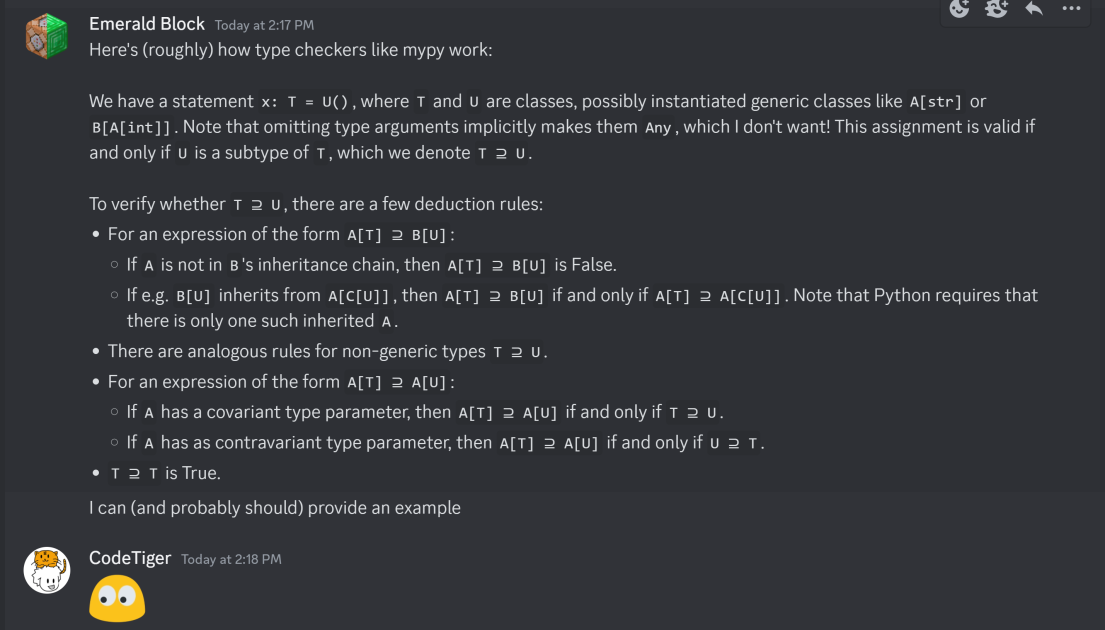 Emerald Block Today at 2:17 PM
Here's (roughly) how type checkers like mypy work:
We have a statement x: T = U(), where T and U are classes, possibly instantiated generic classes like A[str] or
B[A[int]]. Note that omitting type arguments implicitly makes them Any, which I don't want! This assignment is valid if
and only if U is a subtype of T, which we denote T ⊇ U.
To verify whether T ⊇ U, there are a few deduction rules:
• For an expression of the form A[T] ⊇ B[U]:
◦ If A is not in B's inheritance chain, then A[T] ⊇ B[U] is False.
◦ If e.g. B[U] inherits from A[C[U]], then A[T] ⊇ B[U] if and only if A[T] ⊇ A[C[U]]. Note that Python requires that
there is only one such inherited A.
• There are analogous rules for non-generic types T ⊇ U.
• For an expression of the form A[T] ⊇ A[U]:
◦ If A has a covariant type parameter, then A[T] ⊇ A[U] if and only if T ⊇ U.
◦ If A has as contravariant type parameter, then A[T] ⊇ A[U] if and only if U ⊇ T.
• T ⊇ T is True.
I can (and probably should) provide an example
CodeTiger Today at 2:18 PM